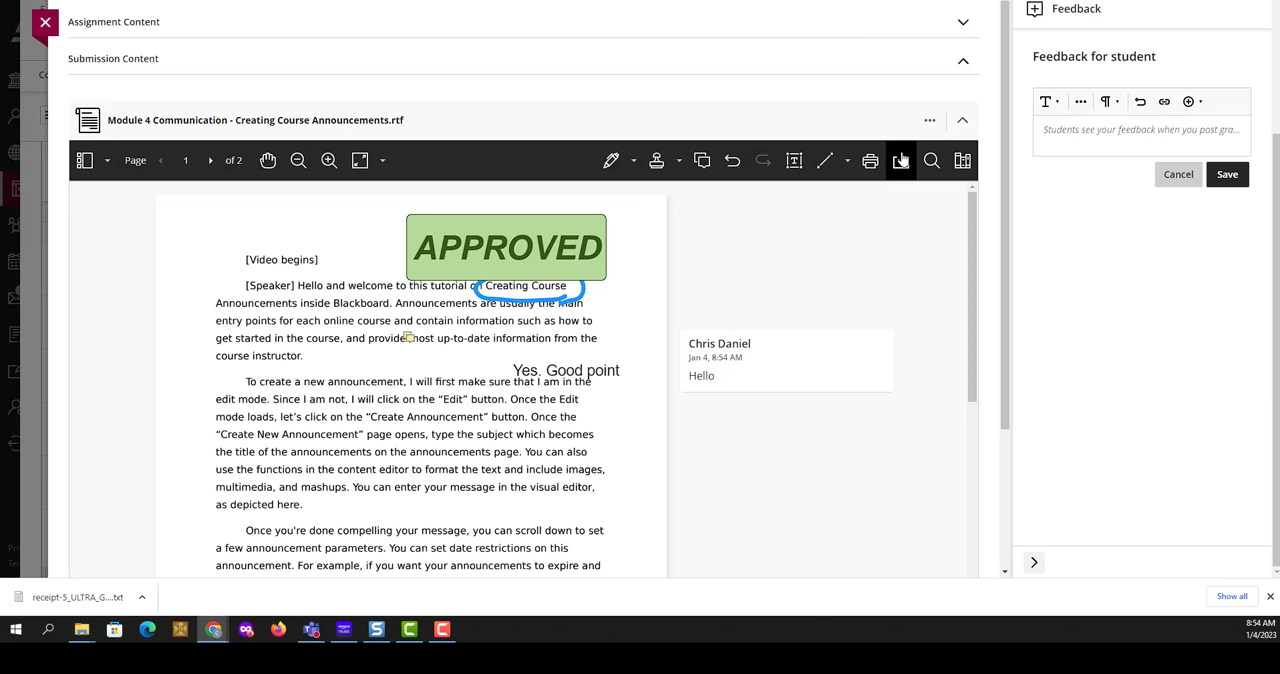 Assignment Content
Submission Content
Module 4 Communication - Creating Course Announcements.rtf
Page 1 of 2
APPROVED
[Video begins]
[Speaker] Hello and welcome to this tutorial on Creating Course
Announcements inside Blackboard. Announcements are usually the main
entry points for each online course and contain information such as how to
get started in the course, and provide most up-to-date information from the
course instructor.
Yes. Good point
To create a new announcement, I will first make sure that I am in the
edit mode. Since I am not, I will click on the “Edit” button. Once the Edit
mode loads, let’s click on the “Create Announcement” button. Once the
“Create New Announcement” page opens, type the subject which becomes
the title of the announcements on the announcements page. You can also
use the functions in the content editor to format the text and include images,
multimedia, and mashups. You can enter your message in the visual editor,
as depicted here.
Once you're done compelling your message, you can scroll down to set
a few announcement parameters. You can set date restrictions on this
announcement. For example, if you want your announcements to expire and
Chris Daniel
Jan 4, 8:54 AM
Hello
Feedback
Feedback for student
Students see your feedback when you post gra...
Cancel
Save
receipt-5_ULTRA_G....txt
Show all
8:54 AM
1/4/2023